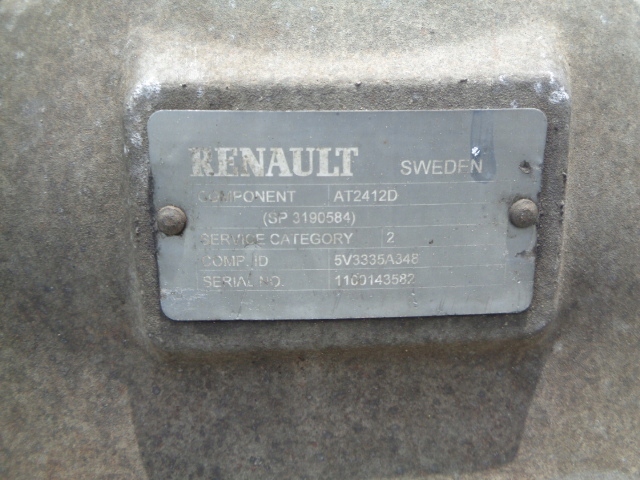 RENAULT SWEDEN
COMPONENT AT2412D
(SP 3190584)
SERVICE CATEGORY 2
COMP. ID 5V3335A348
SERIAL NO. 1100143582